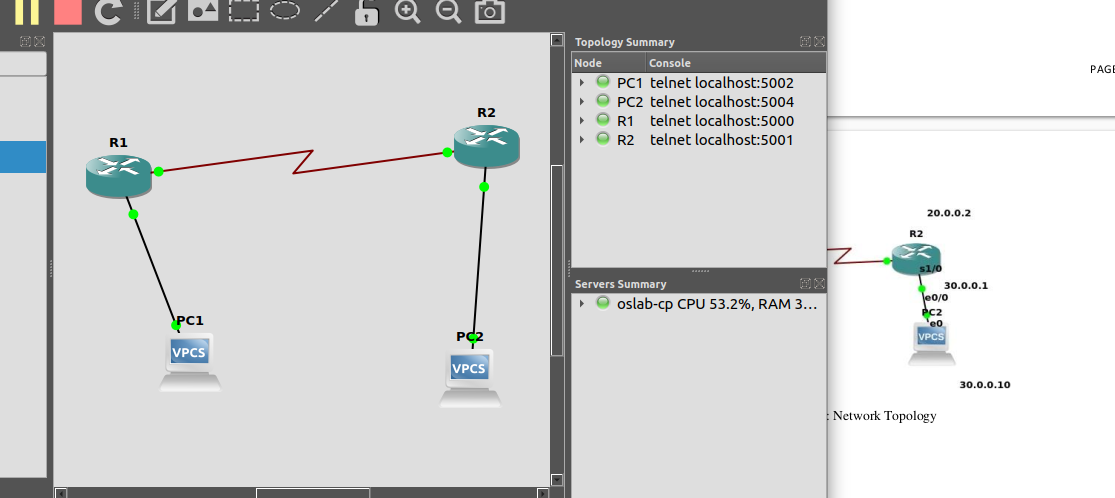 Topology Summary
Node Console
PC1 telnet localhost:5002
PC2 telnet localhost:5004
R1 telnet localhost:5000
R2 telnet localhost:5001
Servers Summary
oslab-cp CPU 53.2%, RAM 3...
R1
R2
PC1
VPCS
PC2
VPCS
PAGE
20.0.0.2
R2
s1/0
30.0.0.1
e0/0
PC2
e0
VPCS
30.0.0.10
: Network Topology